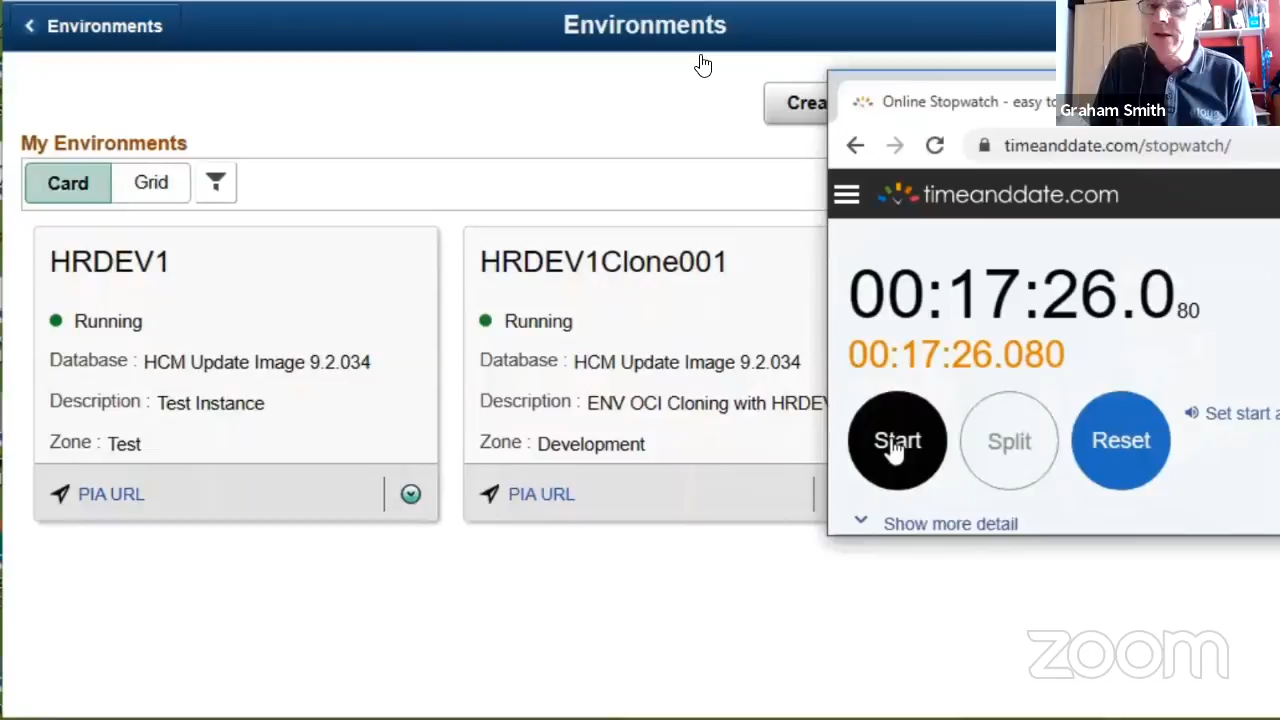 Environments
Environments
Crea
Online Stopwatch - easy to
Graham Smith
timeanddate.com/stopwatch/
timeanddate.com
My Environments
Card
Grid
HRDEV1
Running
Database : HCM Update Image 9.2.034
Description : Test Instance
Zone : Test
PIA URL
HRDEV1Clone001
Running
Database : HCM Update Image 9.2.034
Description : ENV OCI Cloning with HRDEV
Zone : Development
PIA URL
00:17:26.080
00:17:26.080
Start
Split
Reset
Set start a
Show more detail
zoom